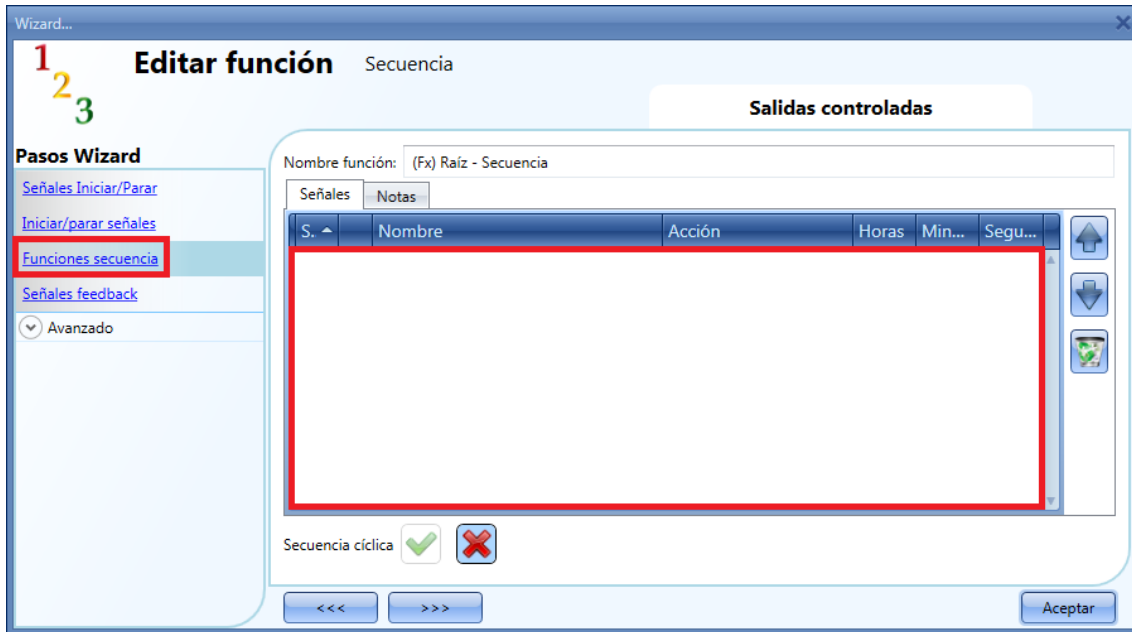 Wizard...
1 2 3
Editar función Secuencia
Salidas controladas
Pasos Wizard
Señales Iniciar/Parar
Iniciar/parar señales
Funciones secuencia
Señales feedback
Avanzado
Nombre función: (Fx) Raíz - Secuencia
Señales Notas
S. Nombre Acción Horas Min... Segu...
Secuencia cíclica
<<< >>> Aceptar